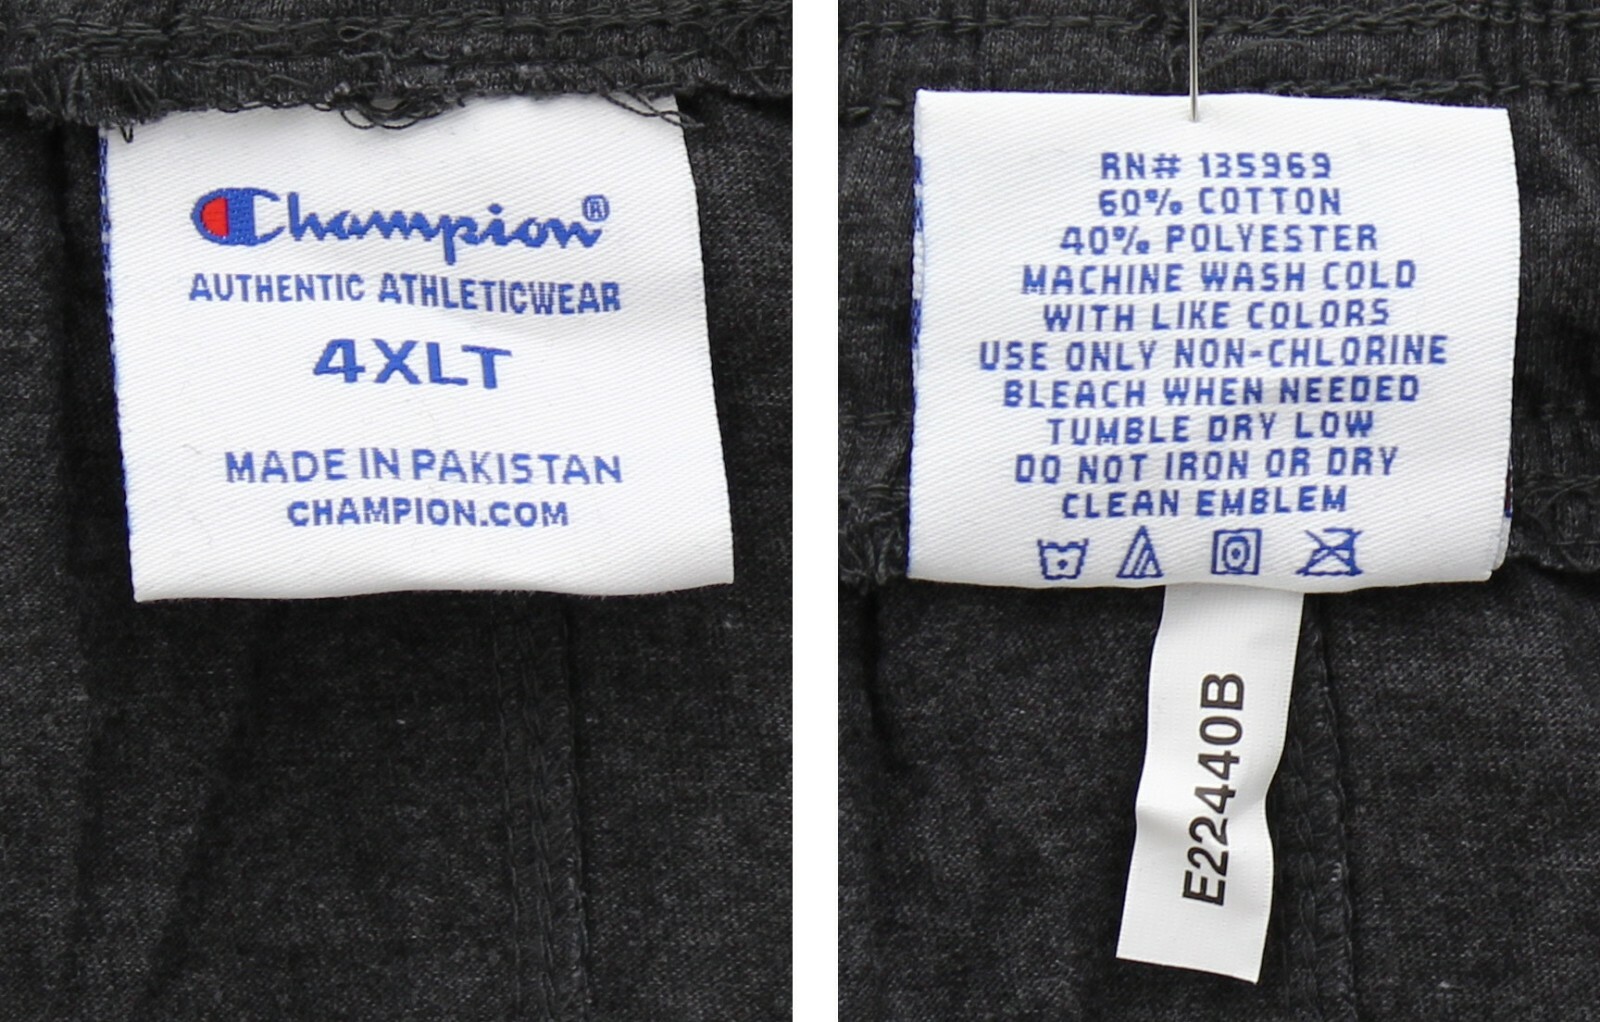 Champion®
AUTHENTIC ATHLETICWEAR
4XLT
MADE IN PAKISTAN
CHAMPION.COM
RN# 135969
60% COTTON
40% POLYESTER
MACHINE WASH COLD
WITH LIKE COLORS
USE ONLY NON-CHLORINE
BLEACH WHEN NEEDED
TUMBLE DRY LOW
DO NOT IRON OR DRY
CLEAN EMBLEM
E22440B